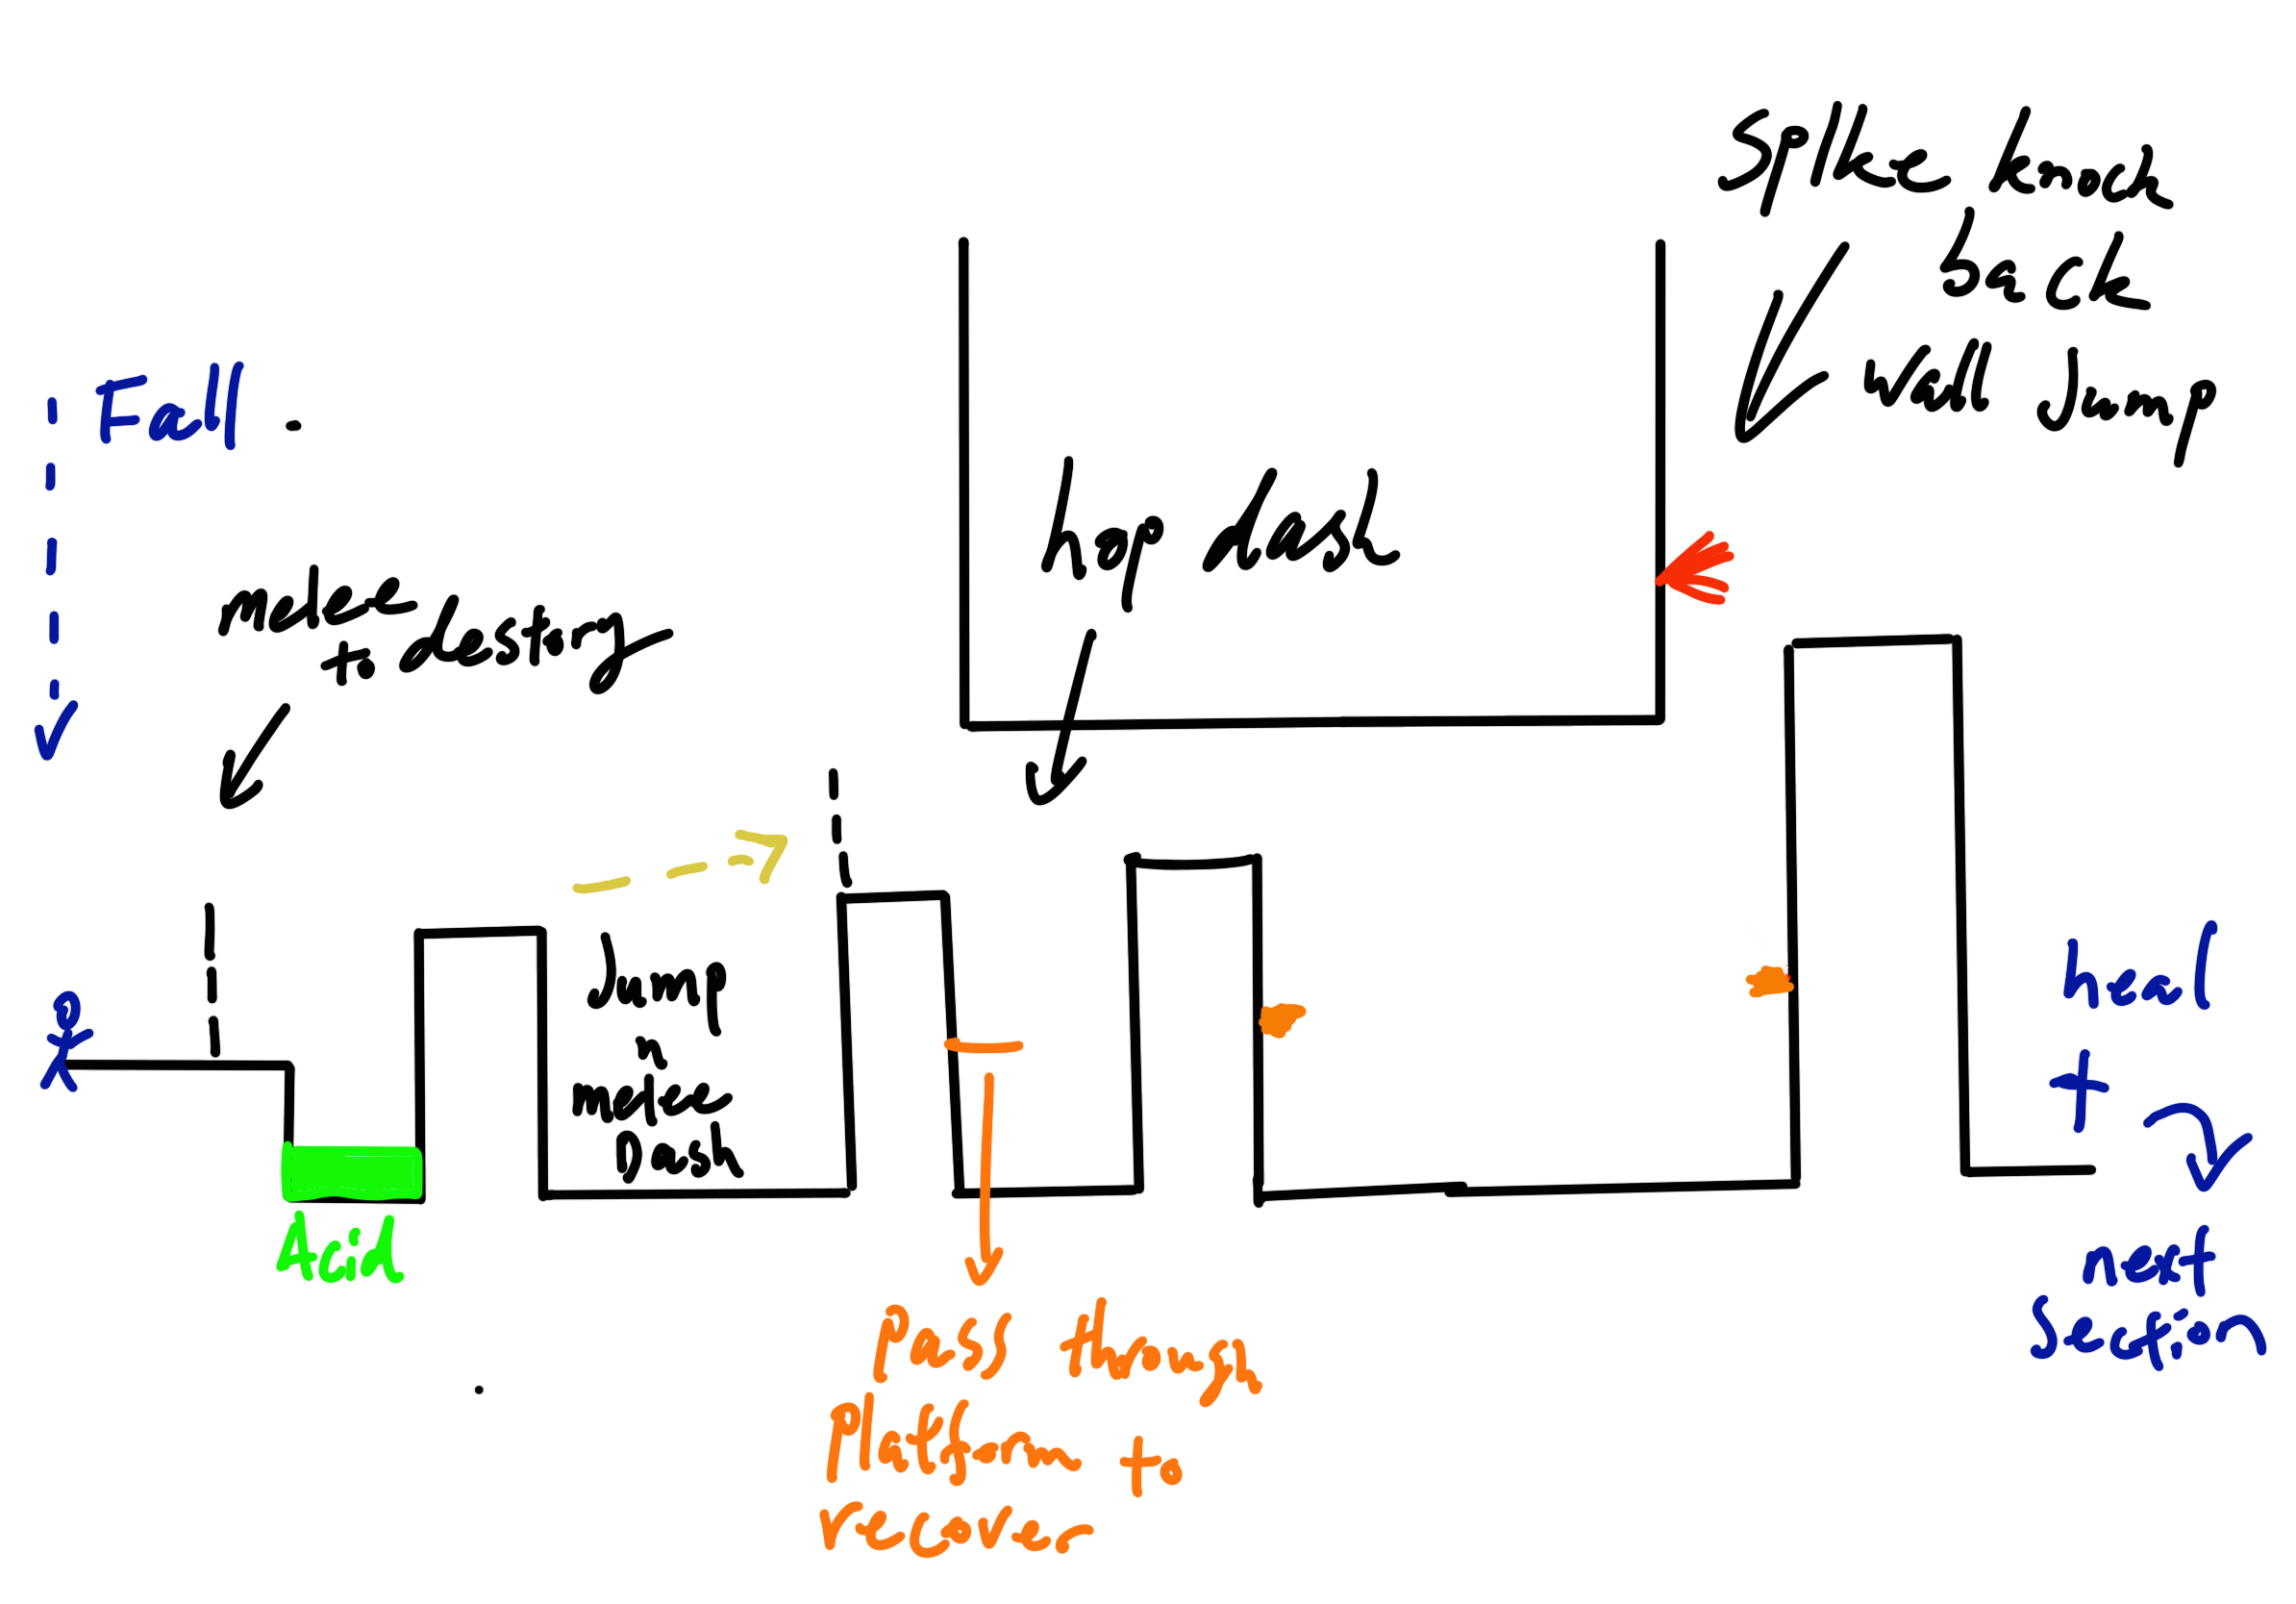 Spike knock
back
wall Jump
Fall
hop dash
melee
to destroy
Jump
n
melee
Dash
heal
+
next
section
Acid
pass through
Platform to
recover